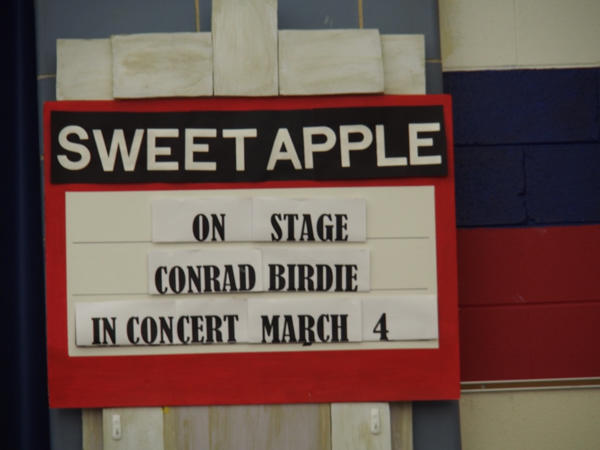 SWEET APPLE
ON STAGE
CONRAD BIRDIE
IN CONCERT MARCH 4